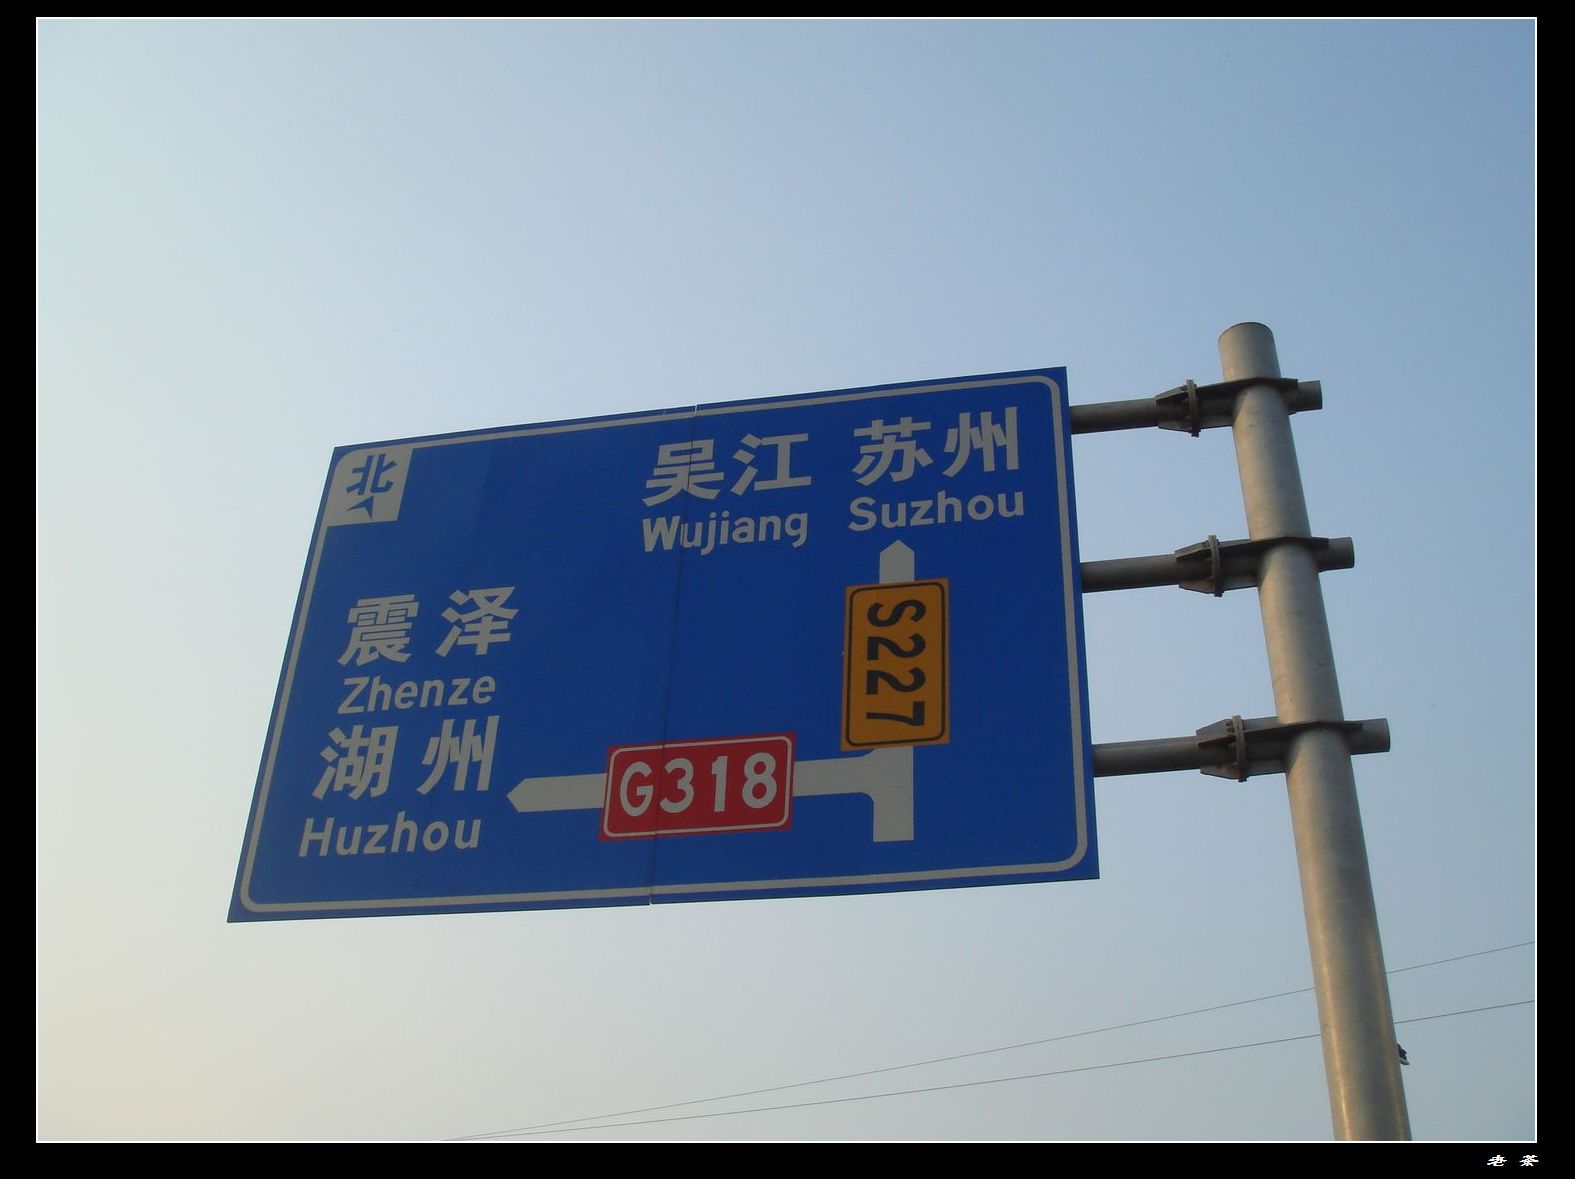 北
吴江 苏州
Wujiang Suzhou
S227
震泽
Zhenze
湖州
Huzhou
G318
老茶